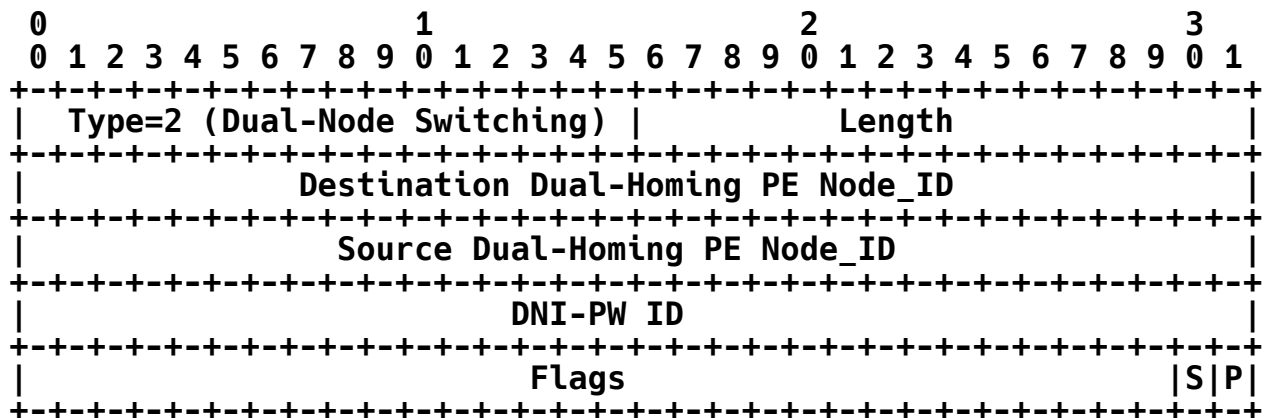 0                   1                   2                   3
 0 1 2 3 4 5 6 7 8 9 0 1 2 3 4 5 6 7 8 9 0 1 2 3 4 5 6 7 8 9 0 1
+-+-+-+-+-+-+-+-+-+-+-+-+-+-+-+-+-+-+-+-+-+-+-+-+-+-+-+-+-+-+-+-+
|  Type=2 (Dual-Node Switching) |          Length               |
+-+-+-+-+-+-+-+-+-+-+-+-+-+-+-+-+-+-+-+-+-+-+-+-+-+-+-+-+-+-+-+-+
|              Destination Dual-Homing PE Node_ID               |
+-+-+-+-+-+-+-+-+-+-+-+-+-+-+-+-+-+-+-+-+-+-+-+-+-+-+-+-+-+-+-+-+
|                Source Dual-Homing PE Node_ID                  |
+-+-+-+-+-+-+-+-+-+-+-+-+-+-+-+-+-+-+-+-+-+-+-+-+-+-+-+-+-+-+-+-+
|                         DNI-PW ID                             |
+-+-+-+-+-+-+-+-+-+-+-+-+-+-+-+-+-+-+-+-+-+-+-+-+-+-+-+-+-+-+-+-+
|                          Flags                            |S|P|
+-+-+-+-+-+-+-+-+-+-+-+-+-+-+-+-+-+-+-+-+-+-+-+-+-+-+-+-+-+-+-+-+